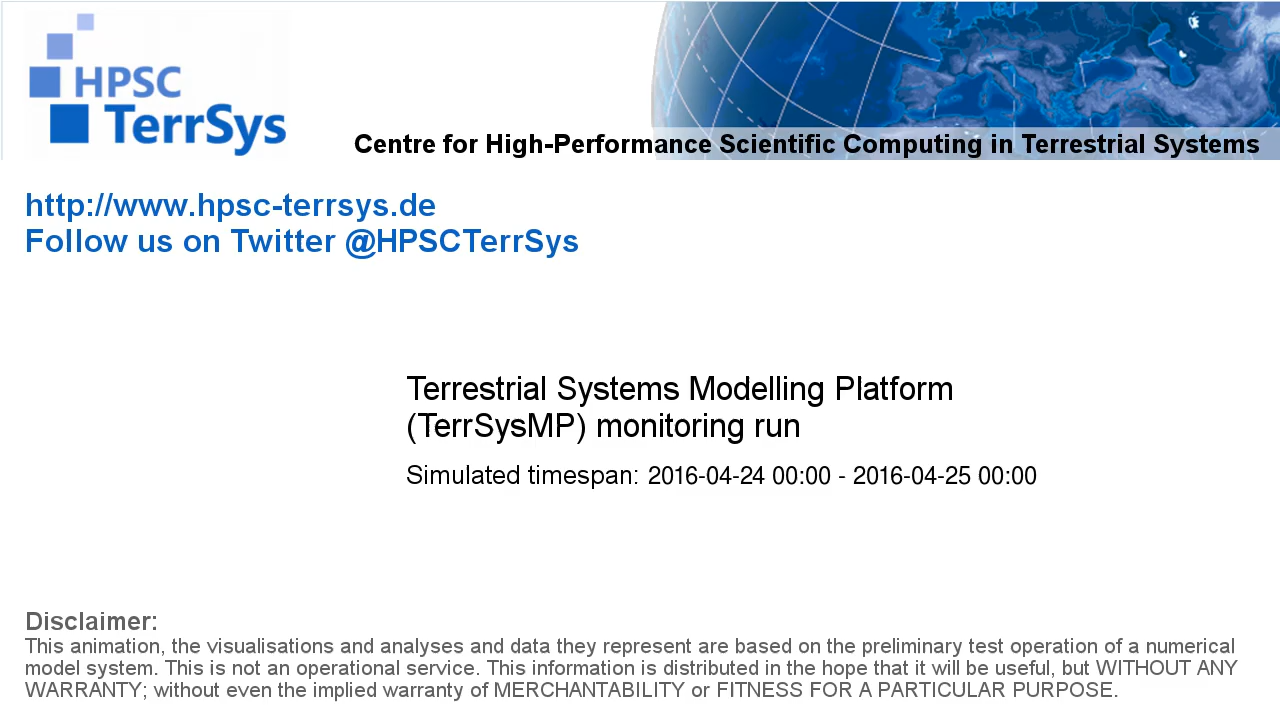 HPSC
TerrSys
Centre for High-Performance Scientific Computing in Terrestrial Systems
http://www.hpsc-terrsys.de
Follow us on Twitter @HPSCTerrSys
Terrestrial Systems Modelling Platform
(TerrSysMP) monitoring run
Simulated timespan: 2016-04-24 00:00 - 2016-04-25 00:00
Disclaimer:
This animation, the visualisations and analyses and data they represent are based on the preliminary test operation of a numerical
model system. This is not an operational service. This information is distributed in the hope that it will be useful, but WITHOUT ANY
WARRANTY; without even the implied warranty of MERCHANTABILITY or FITNESS FOR A PARTICULAR PURPOSE.